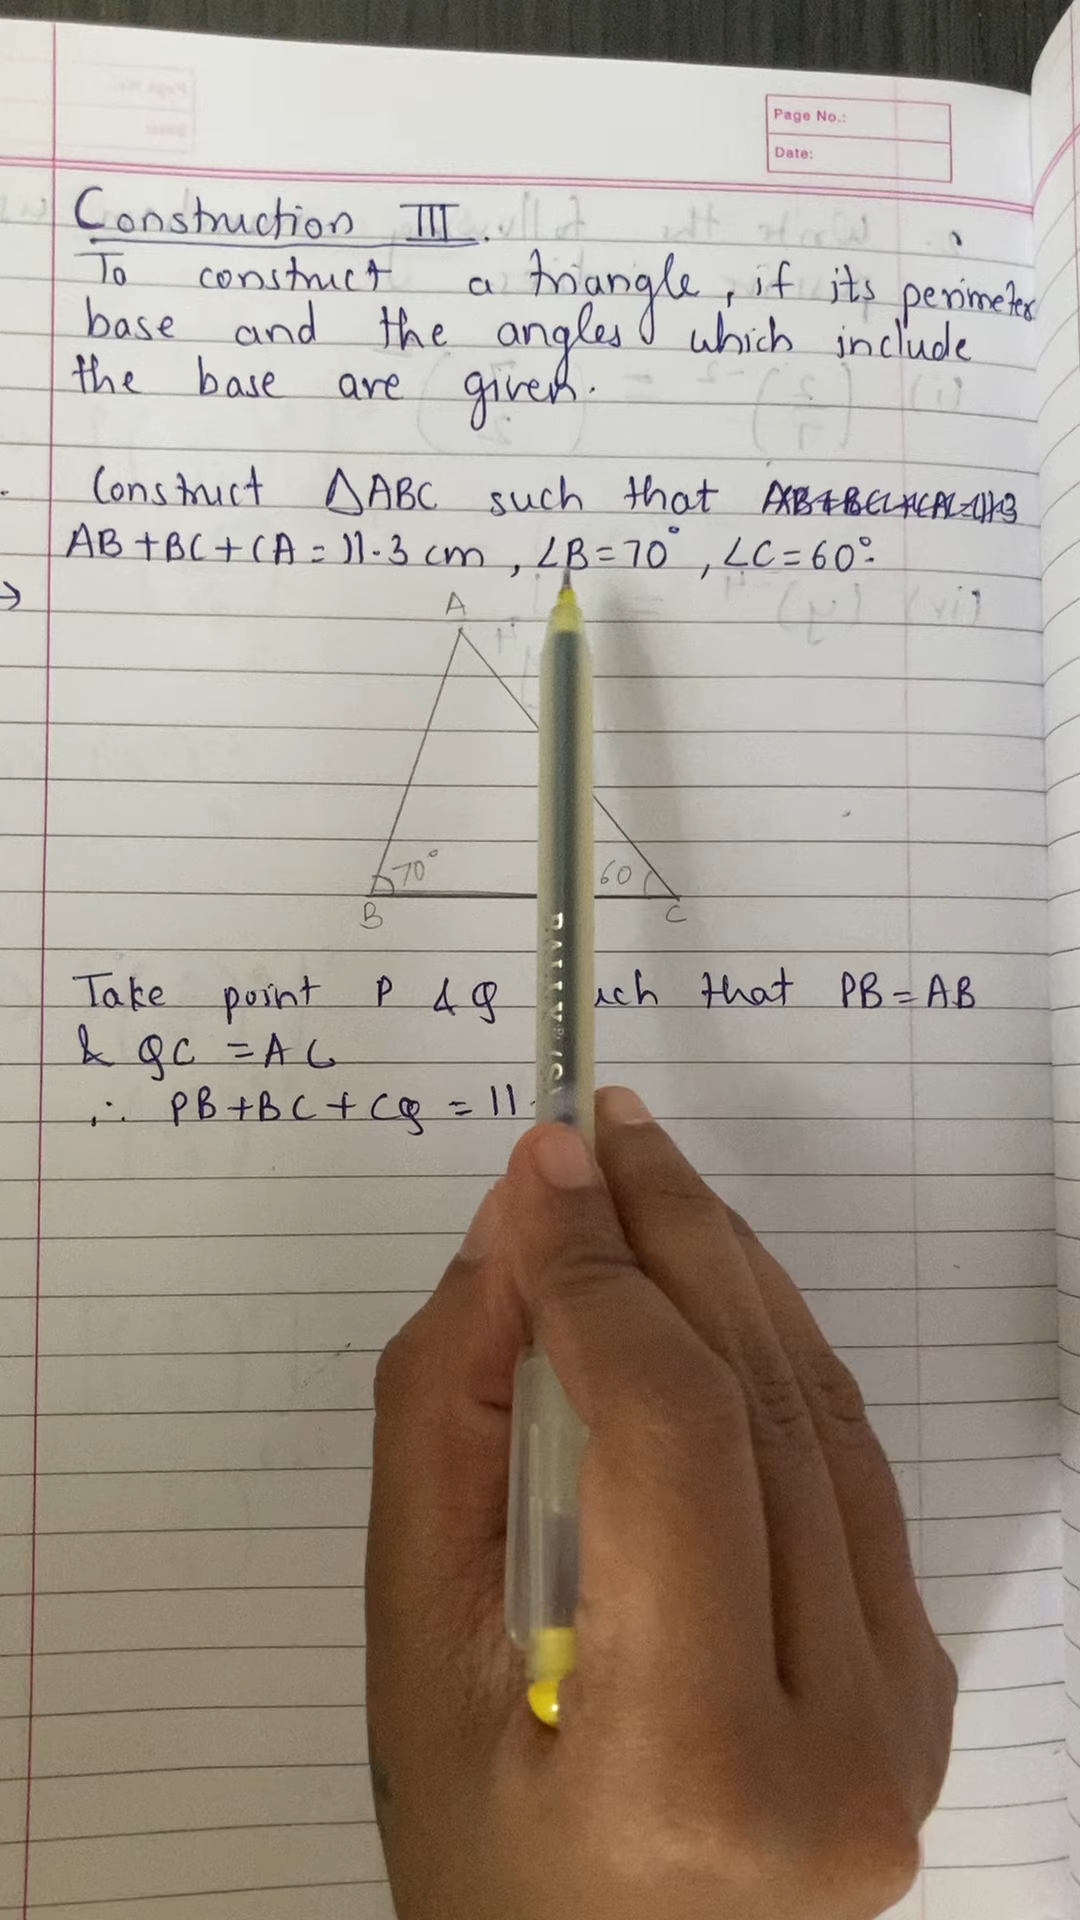 Page No.:
Date:
Construction III.
To construct a triangle, if its perimeter
base and the angles which include
the base are given.
Construct △ABC such that
AB+BC+CA=11.3 cm, ∠B=70°, ∠C=60°.
→
A
70° 60
B C
Take point P & Q that PB=AB
& QC =AC
∴ PB+BC+CQ = 11